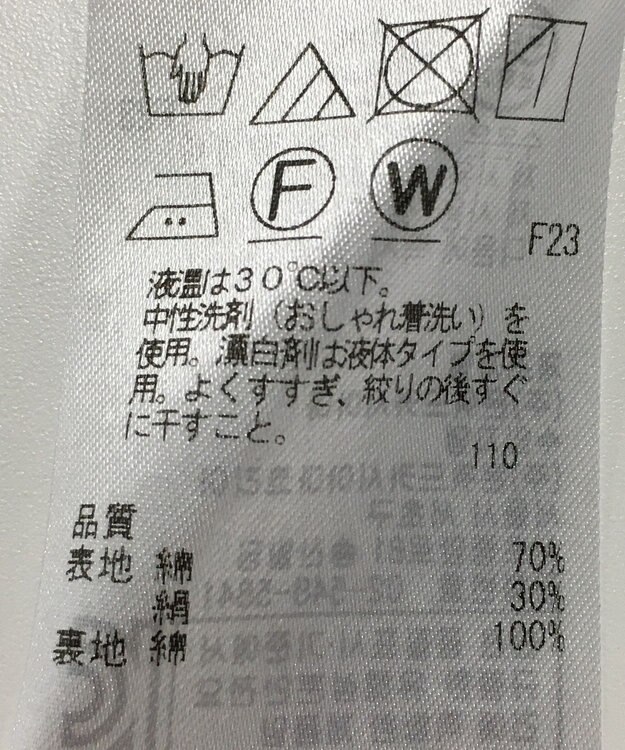 F
W
F23
液温は30℃以下。
中性洗剤(おしゃれ着洗い)を
使用。漂白剤は液体タイプを使
用。よくすすぎ、絞りの後すぐ
に干すこと。
110
品質
表地 綿 70%
絹 30%
裏地 綿 100%